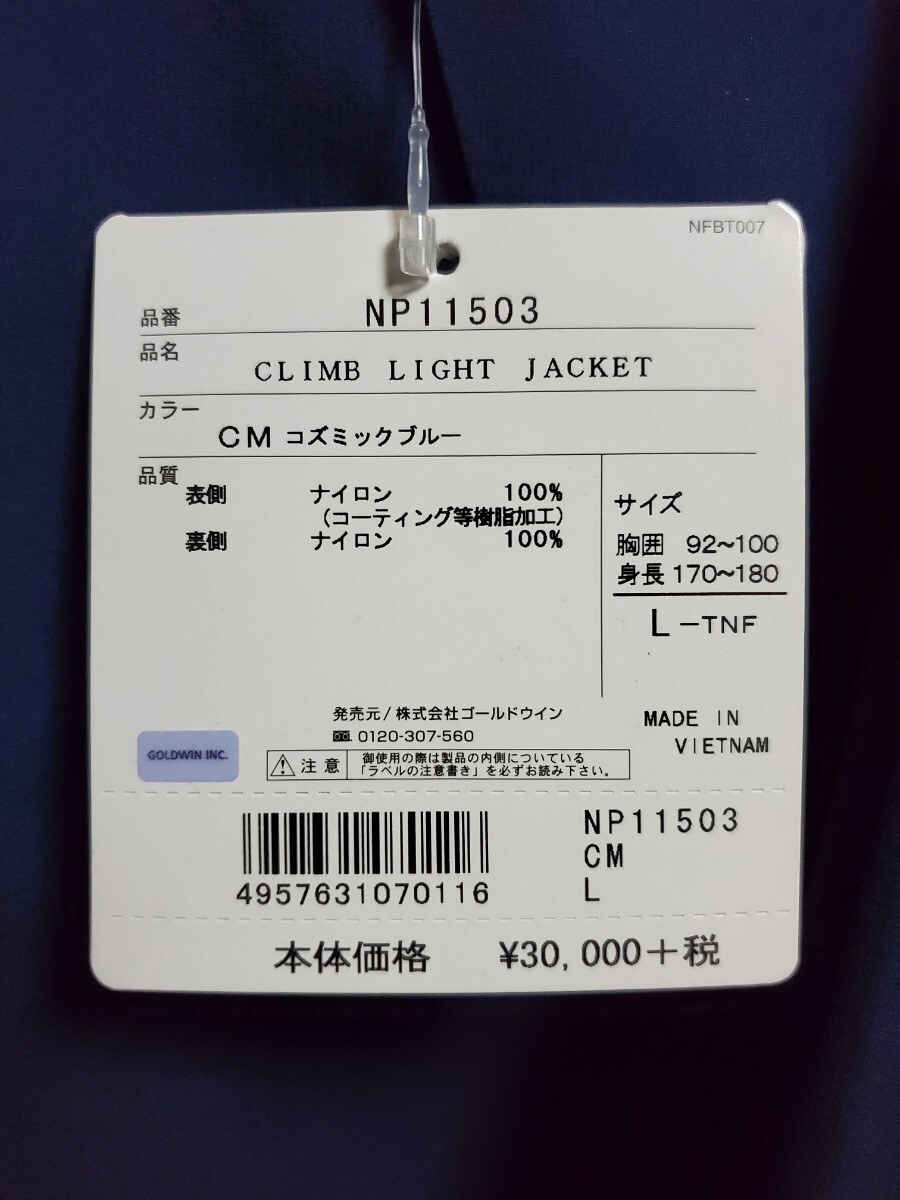 NFBT007
品番 NP11503
品名 CLIMB LIGHT JACKET
カラー
CM コズミックブルー
品質
表側 ナイロン 100%
(コーティング等樹脂加工)
裏側 ナイロン 100%
サイズ
胸囲 92~100
身長 170~180
L -TNF
発売元/株式会社ゴールドウイン
0120-307-560
MADE IN
VIETNAM
GOLDWIN INC.
注意
御使用の際は製品の内側についている
「ラベルの注意書き」を必ずお読み下さい。
4957631070116
NP11503
CM
L
本体価格 ¥30,000+税